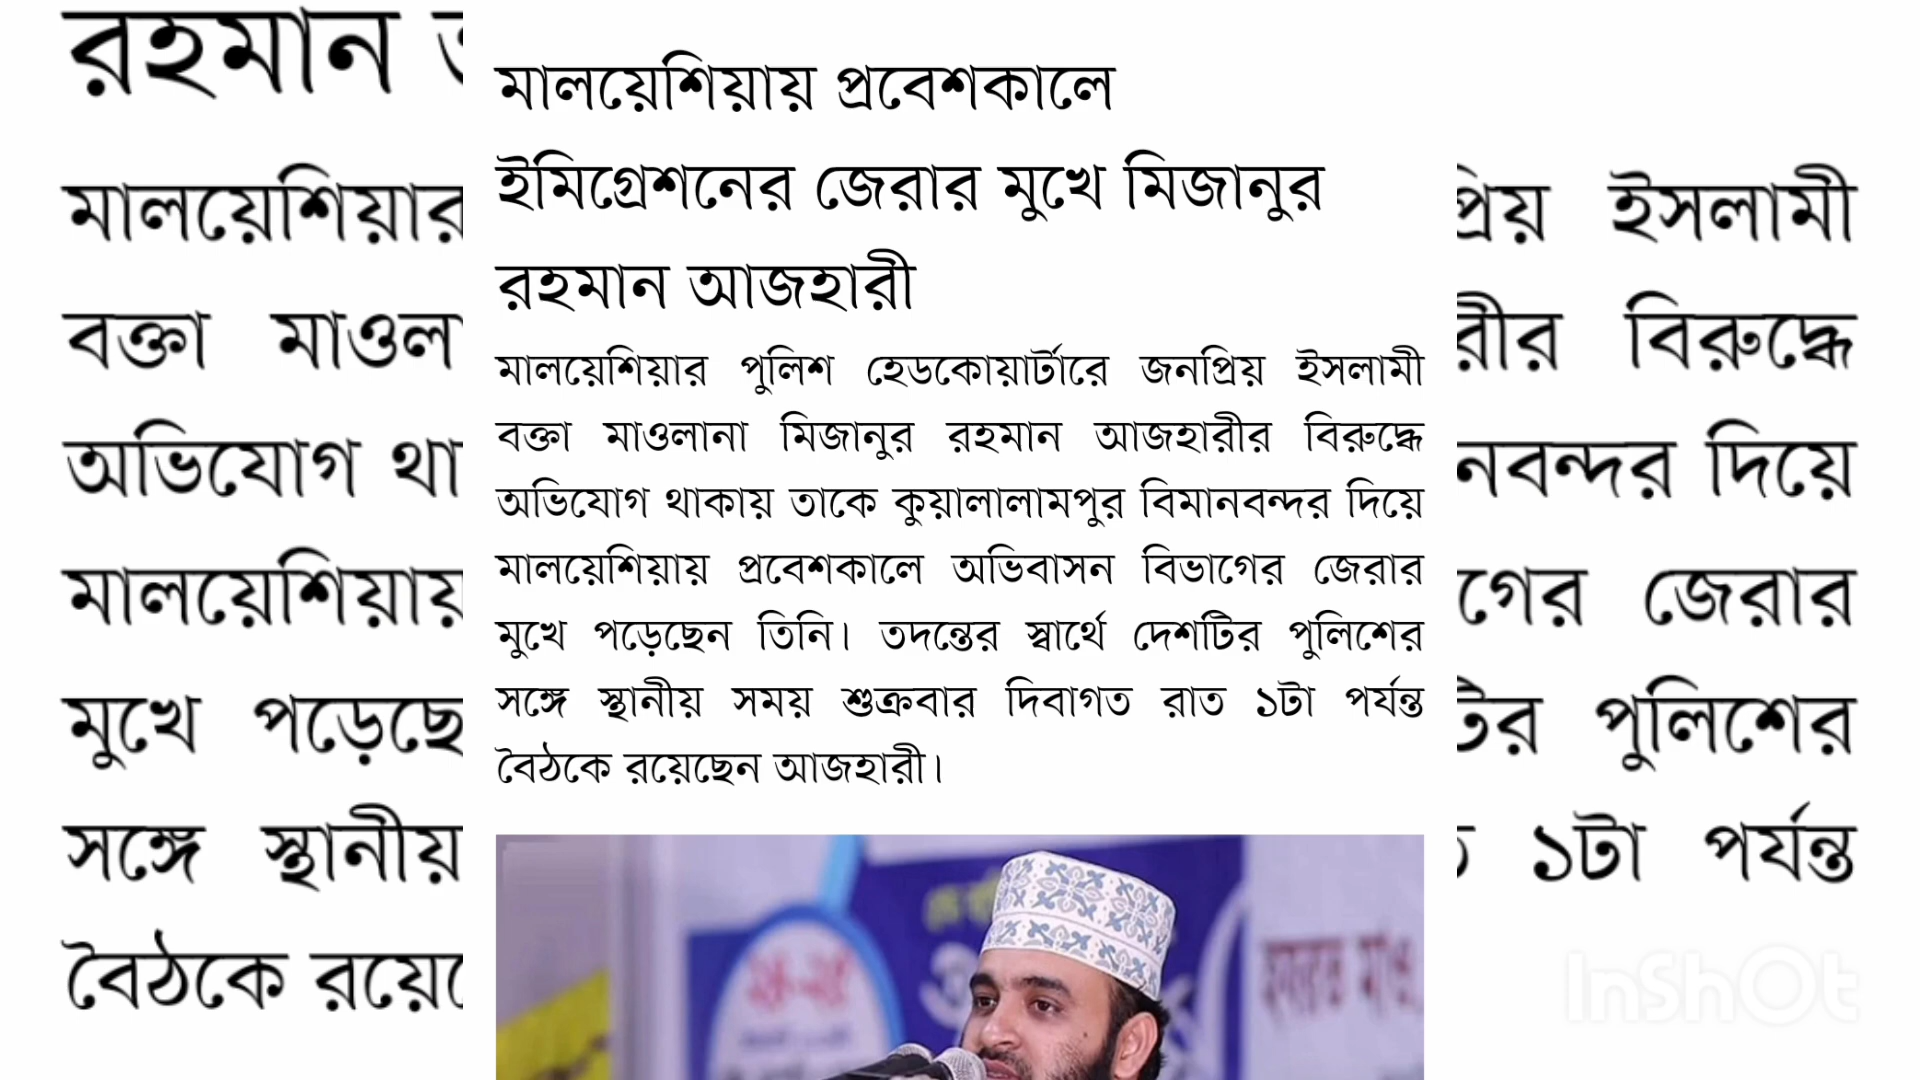 মালয়েশিয়ায় প্রবেশকালে
ইমিগ্রেশনের জেরার মুখে মিজানুর
রহমান আজহারী
মালয়েশিয়ার পুলিশ হেডকোয়ার্টারে জনপ্রিয় ইসলামী
বক্তা মাওলানা মিজানুর রহমান আজহারীর বিরুদ্ধে
অভিযোগ থাকায় তাকে কুয়ালালামপুর বিমানবন্দর দিয়ে
মালয়েশিয়ায় প্রবেশকালে অভিবাসন বিভাগের জেরার
মুখে পড়েছেন তিনি। তদন্তের স্বার্থে দেশটির পুলিশের
সঙ্গে স্থানীয় সময় শুক্রবার দিবাগত রাত ১টা পর্যন্ত
বৈঠকে রয়েছেন আজহারী।
InShOt